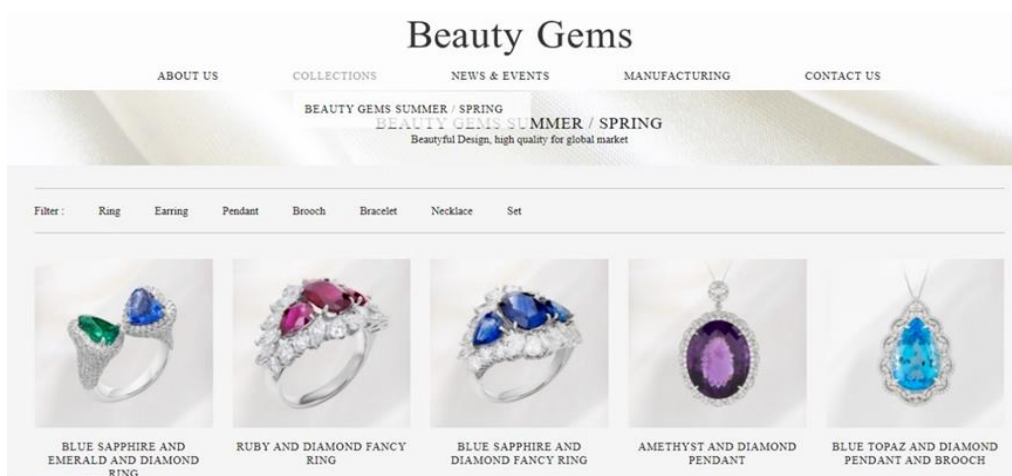 Beauty Gems
ABOUT US COLLECTIONS NEWS & EVENTS MANUFACTURING CONTACT US
BEAUTY GEMS SUMMER / SPRING
BEAUTY GEMS SUMMER / SPRING
Beautyful Design, high quality for global market
Filter : Ring Earring Pendant Brooch Bracelet Necklace Set
BLUE SAPPHIRE AND
EMERALD AND DIAMOND
RING
RUBY AND DIAMOND FANCY
RING
BLUE SAPPHIRE AND
DIAMOND FANCY RING
AMETHYST AND DIAMOND
PENDANT
BLUE TOPAZ AND DIAMOND
PENDANT AND BROOCH